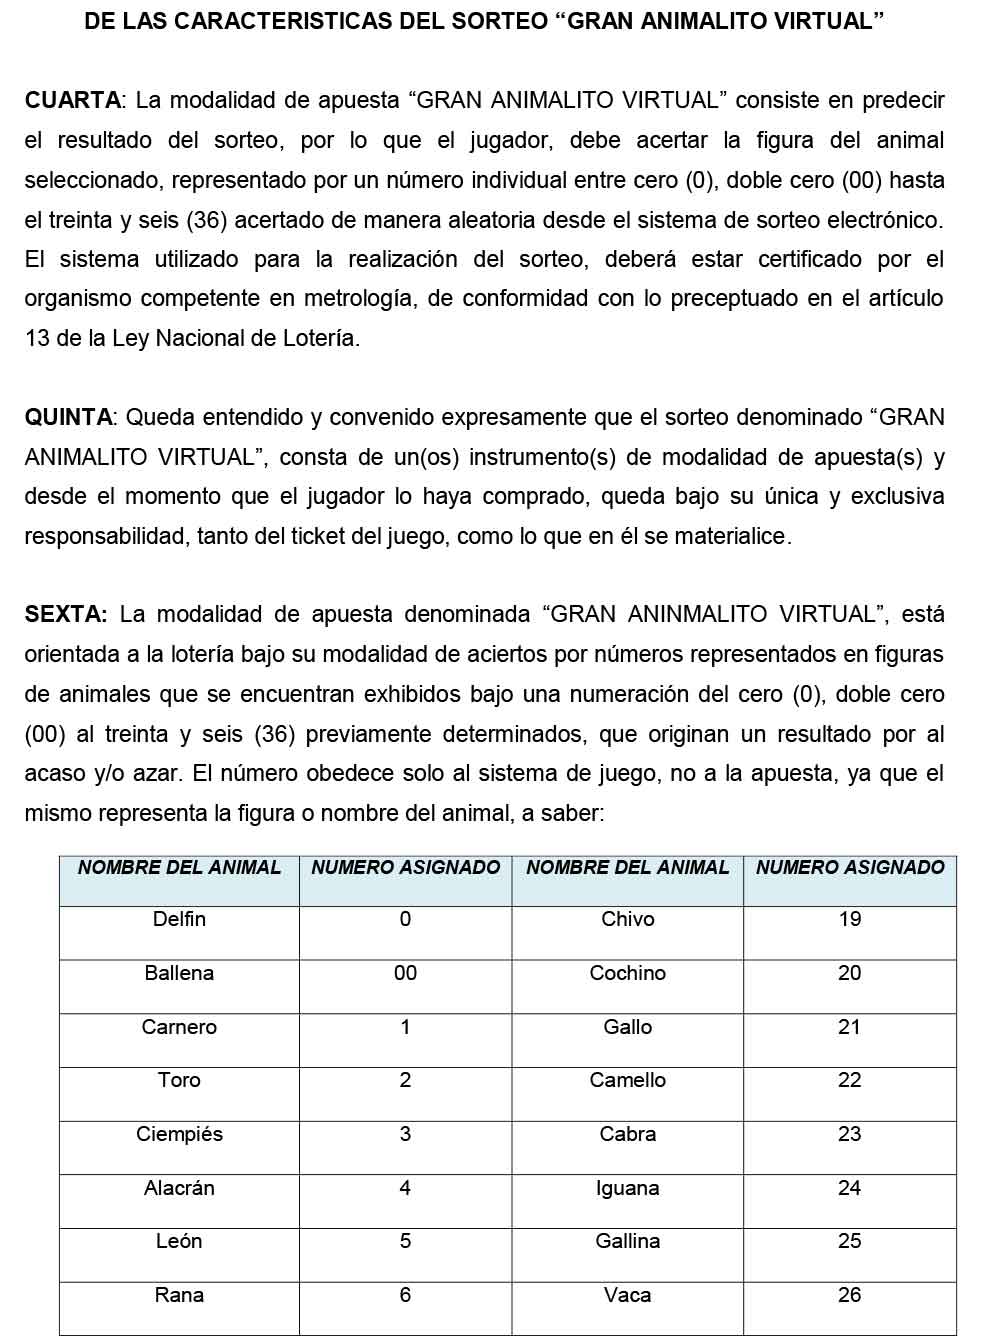 DE LAS CARACTERISTICAS DEL SORTEO “GRAN ANIMALITO VIRTUAL”
CUARTA: La modalidad de apuesta “GRAN ANIMALITO VIRTUAL” consiste en predecir
el resultado del sorteo, por lo que el jugador, debe acertar la figura del animal
seleccionado, representado por un número individual entre cero (0), doble cero (00) hasta
el treinta y seis (36) acertado de manera aleatoria desde el sistema de sorteo electrónico.
El sistema utilizado para la realización del sorteo, deberá estar certificado por el
organismo competente en metrología, de conformidad con lo preceptuado en el artículo
13 de la Ley Nacional de Lotería.
QUINTA: Queda entendido y convenido expresamente que el sorteo denominado “GRAN
ANIMALITO VIRTUAL”, consta de un(os) instrumento(s) de modalidad de apuesta(s) y
desde el momento que el jugador lo haya comprado, queda bajo su única y exclusiva
responsabilidad, tanto del ticket del juego, como lo que en él se materialice.
SEXTA: La modalidad de apuesta denominada “GRAN ANINMALITO VIRTUAL”, está
orientada a la lotería bajo su modalidad de aciertos por números representados en figuras
de animales que se encuentran exhibidos bajo una numeración del cero (0), doble cero
(00) al treinta y seis (36) previamente determinados, que originan un resultado por al
acaso y/o azar. El número obedece solo al sistema de juego, no a la apuesta, ya que el
mismo representa la figura o nombre del animal, a saber:
NOMBRE DEL ANIMAL NUMERO ASIGNADO NOMBRE DEL ANIMAL NUMERO ASIGNADO
Delfin 0 Chivo 19
Ballena 00 Cochino 20
Carnero 1 Gallo 21
Toro 2 Camello 22
Ciempiés 3 Cabra 23
Alacrán 4 Iguana 24
León 5 Gallina 25
Rana 6 Vaca 26